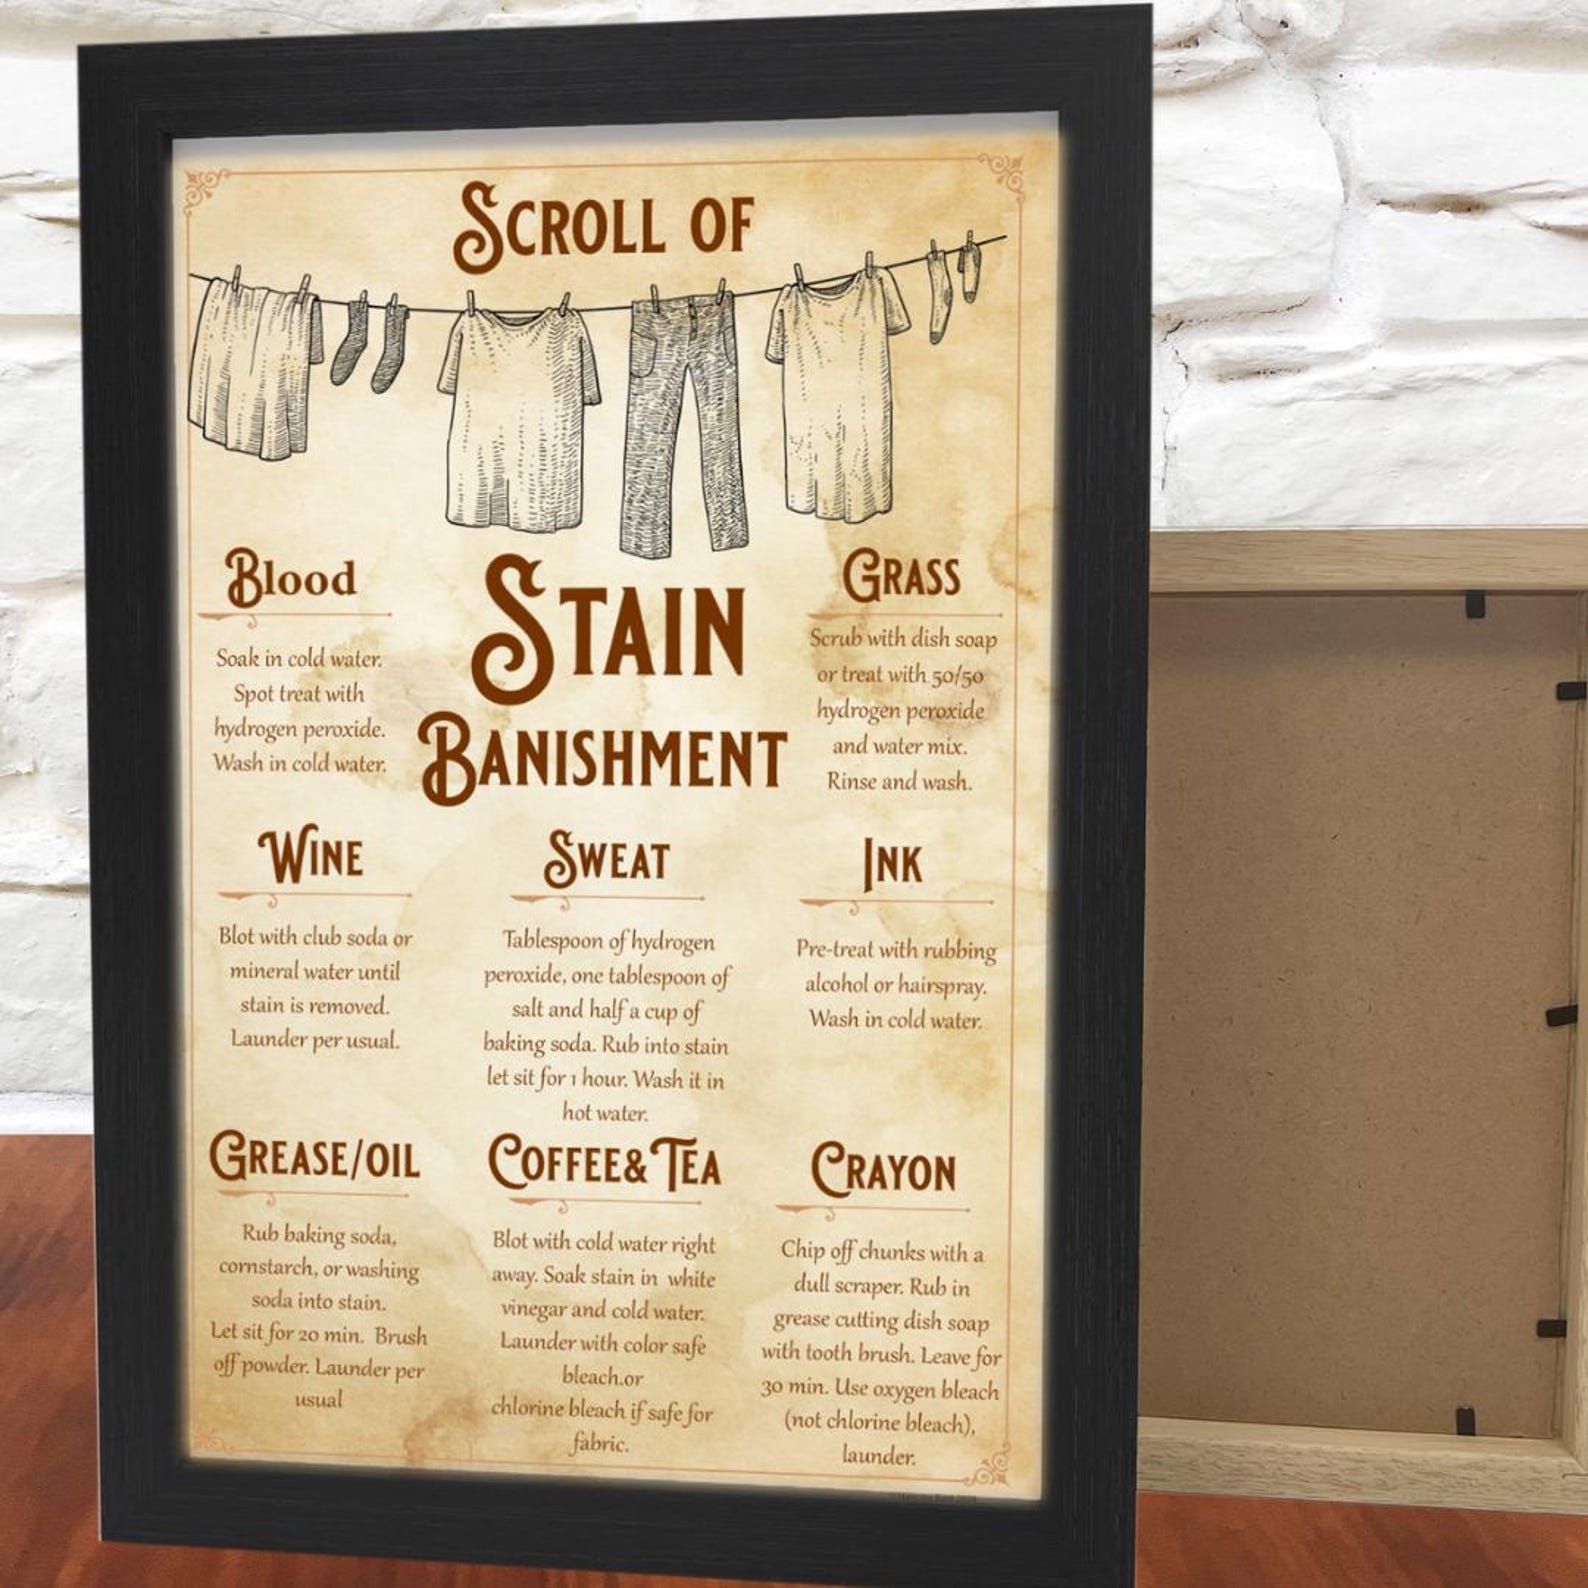 Scroll of
Stain
Banishment
Blood
Soak in cold water.
Spot treat with
hydrogen peroxide.
Wash in cold water.
Grass
Scrub with dish soap
or treat with 50/50
hydrogen peroxide
and water mix.
Rinse and wash.
Wine
Blot with club soda or
mineral water until
stain is removed.
Launder per usual.
Sweat
Tablespoon of hydrogen
peroxide, one tablespoon of
salt and half a cup of
baking soda. Rub into stain
let sit for 1 hour. Wash it in
hot water.
Ink
Pre-treat with rubbing
alcohol or hairspray.
Wash in cold water.
Grease/oil
Rub baking soda,
cornstarch, or washing
soda into stain.
Let sit for 20 min. Brush
off powder. Launder per
usual
Coffee & Tea
Blot with cold water right
away. Soak stain in white
vinegar and cold water.
Launder with color safe
bleach.or
chlorine bleach if safe for
fabric.
Crayon
Chip off chunks with a
dull scraper. Rub in
grease cutting dish soap
with tooth brush. Leave for
30 min. Use oxygen bleach
(not chlorine bleach),
launder.